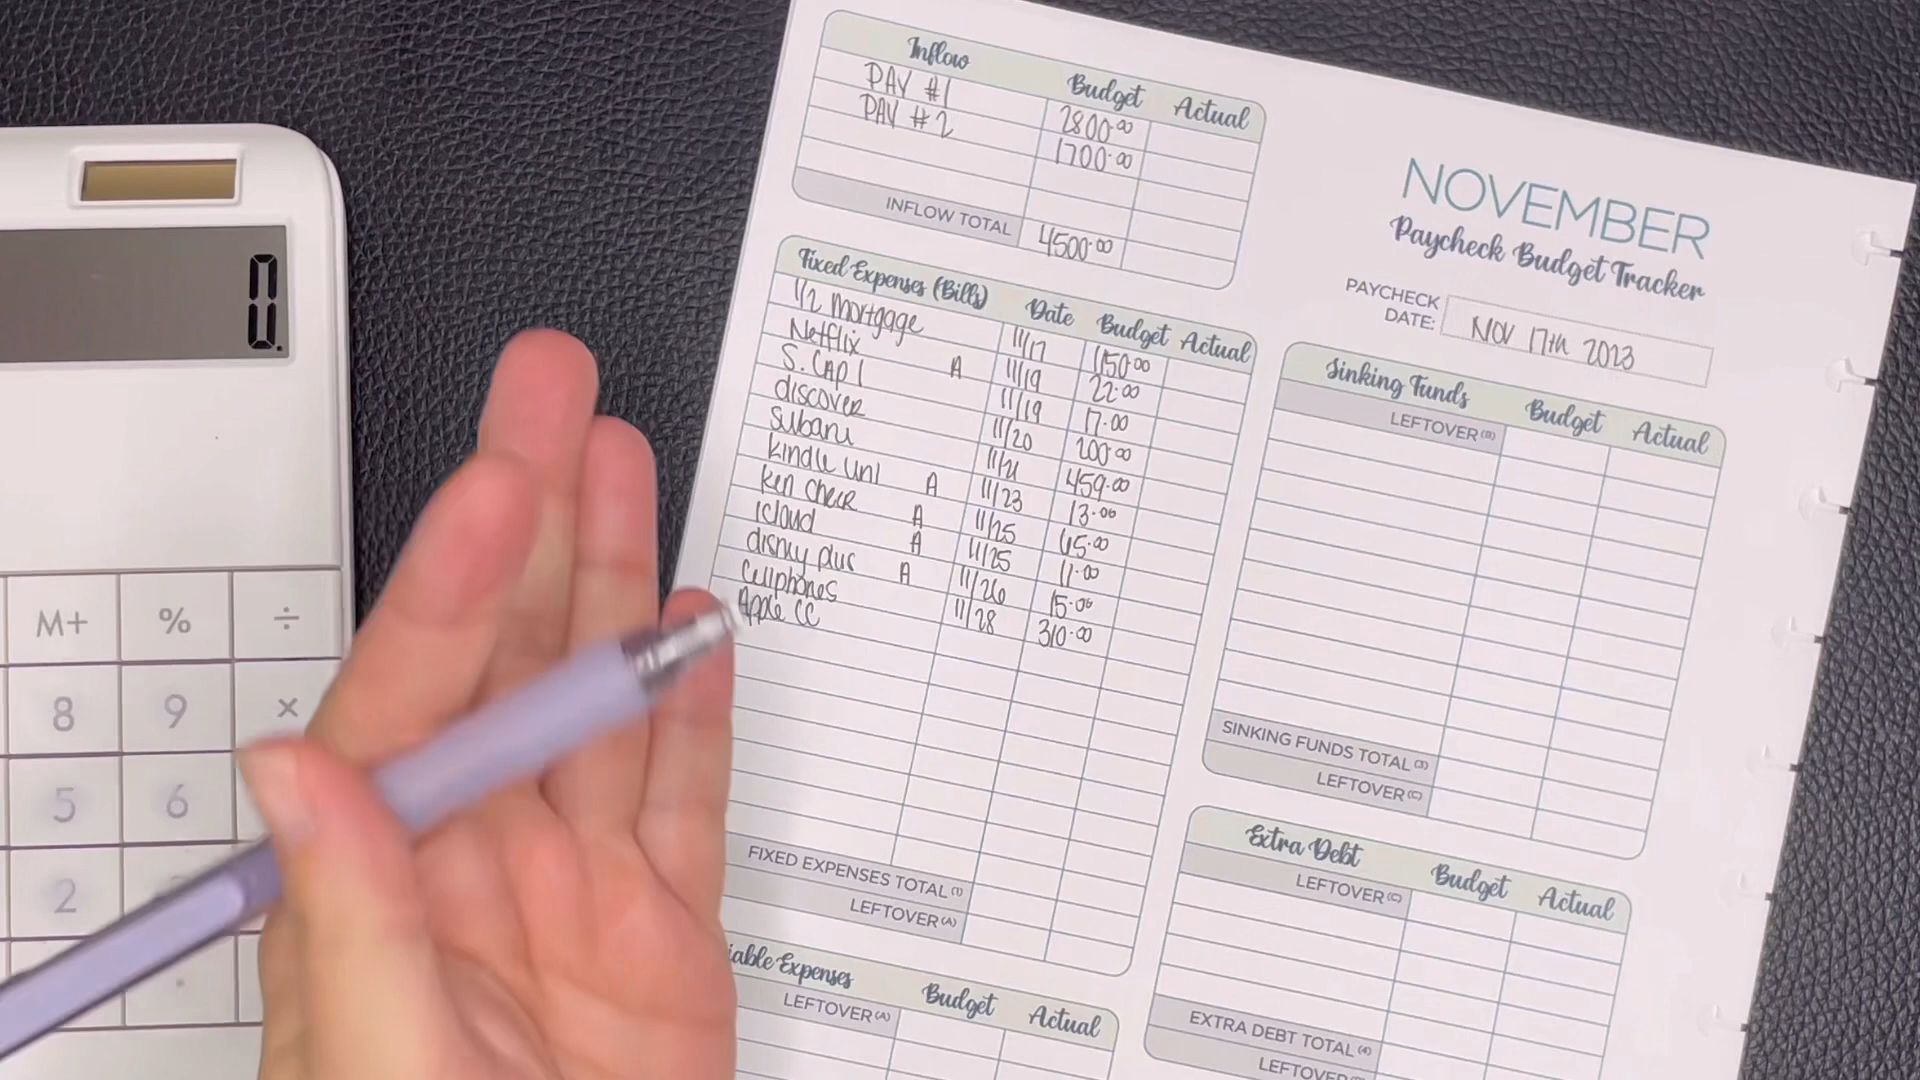 Inflow Budget Actual
PAY #1 2800.00
PAY #2 1700.00
INFLOW TOTAL 4500.00
NOVEMBER
Paycheck Budget Tracker
PAYCHECK DATE: NOV 17th 2023
Fixed Expenses (Bills) Date Budget Actual
1/2 mortgage 11/17 1150.00
Netflix A 11/19 22.00
S. CAP 1 11/19 17.00
discover 11/20 200.00
Subaru 11/21 459.00
kindle unl A 11/23 13.00
ken check A 11/25 65.00
icloud A 11/25 11.00
disney plus A 11/26 15.00
Cellphones 11/28 310.00
Apple CC
FIXED EXPENSES TOTAL (1)
LEFTOVER (A)
iable Expenses Budget Actual
LEFTOVER (A)
Sinking Funds Budget Actual
LEFTOVER (B)
SINKING FUNDS TOTAL (3)
LEFTOVER (C)
Extra Debt Budget Actual
LEFTOVER (C)
EXTRA DEBT TOTAL (4)
LEFTOVER
0.
M+ % ÷
8 9 ×
5 6
2
.